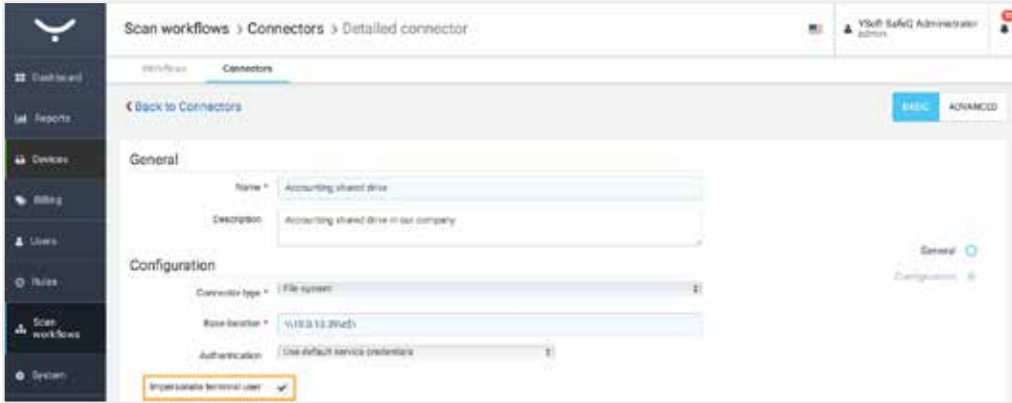 Scan workflows > Connectors > Detailed connector
YSoft SafeQ Administrator
admin
Dashboard
Reports
Devices
Billing
Users
Rules
Scan workflows
System
Workflows
Connectors
Back to Connectors
BASIC
ADVANCED
General
Name *
Accounting shared drive
Description
Accounting shared drive in our company
General
Configuration
Configuration
Connector type *
File system
Base location *
Authentication
Use default service credentials
Impersonate terminal user